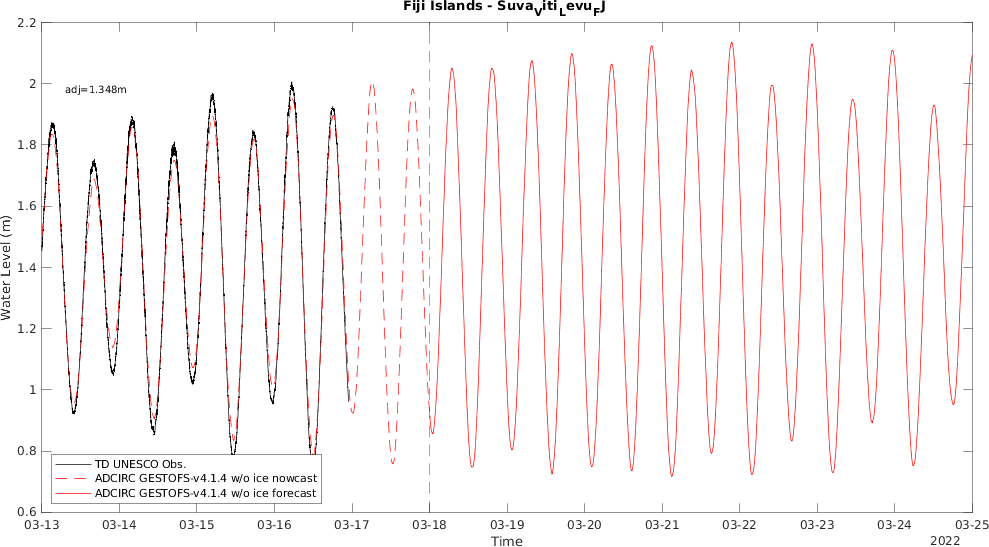 Fiji Islands - SuvaVitiLevuFJ
2.2
2
1.8
1.6
1.4
1.2
1
0.8
0.6
Water Level (m)
adj=1.348m
TD UNESCO Obs.
ADCIRC GESTOFS-v4.1.4 w/o ice nowcast
ADCIRC GESTOFS-v4.1.4 w/o ice forecast
03-13 03-14 03-15 03-16 03-17 03-18 03-19 03-20 03-21 03-22 03-23 03-24 03-25
Time
2022